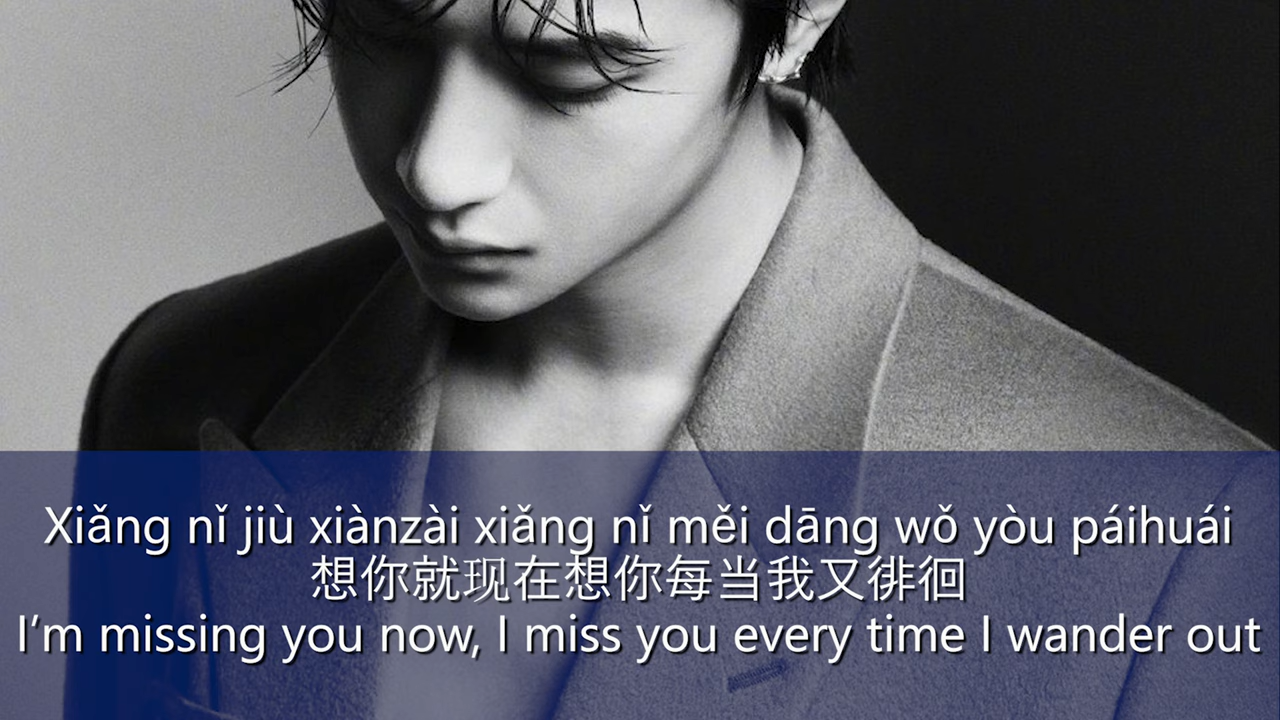 Xiǎng nǐ jiù xiànzài xiǎng nǐ měi dāng wǒ yòu páihuái
想你就现在想你每当我又徘徊
I'm missing you now, I miss you every time I wander out